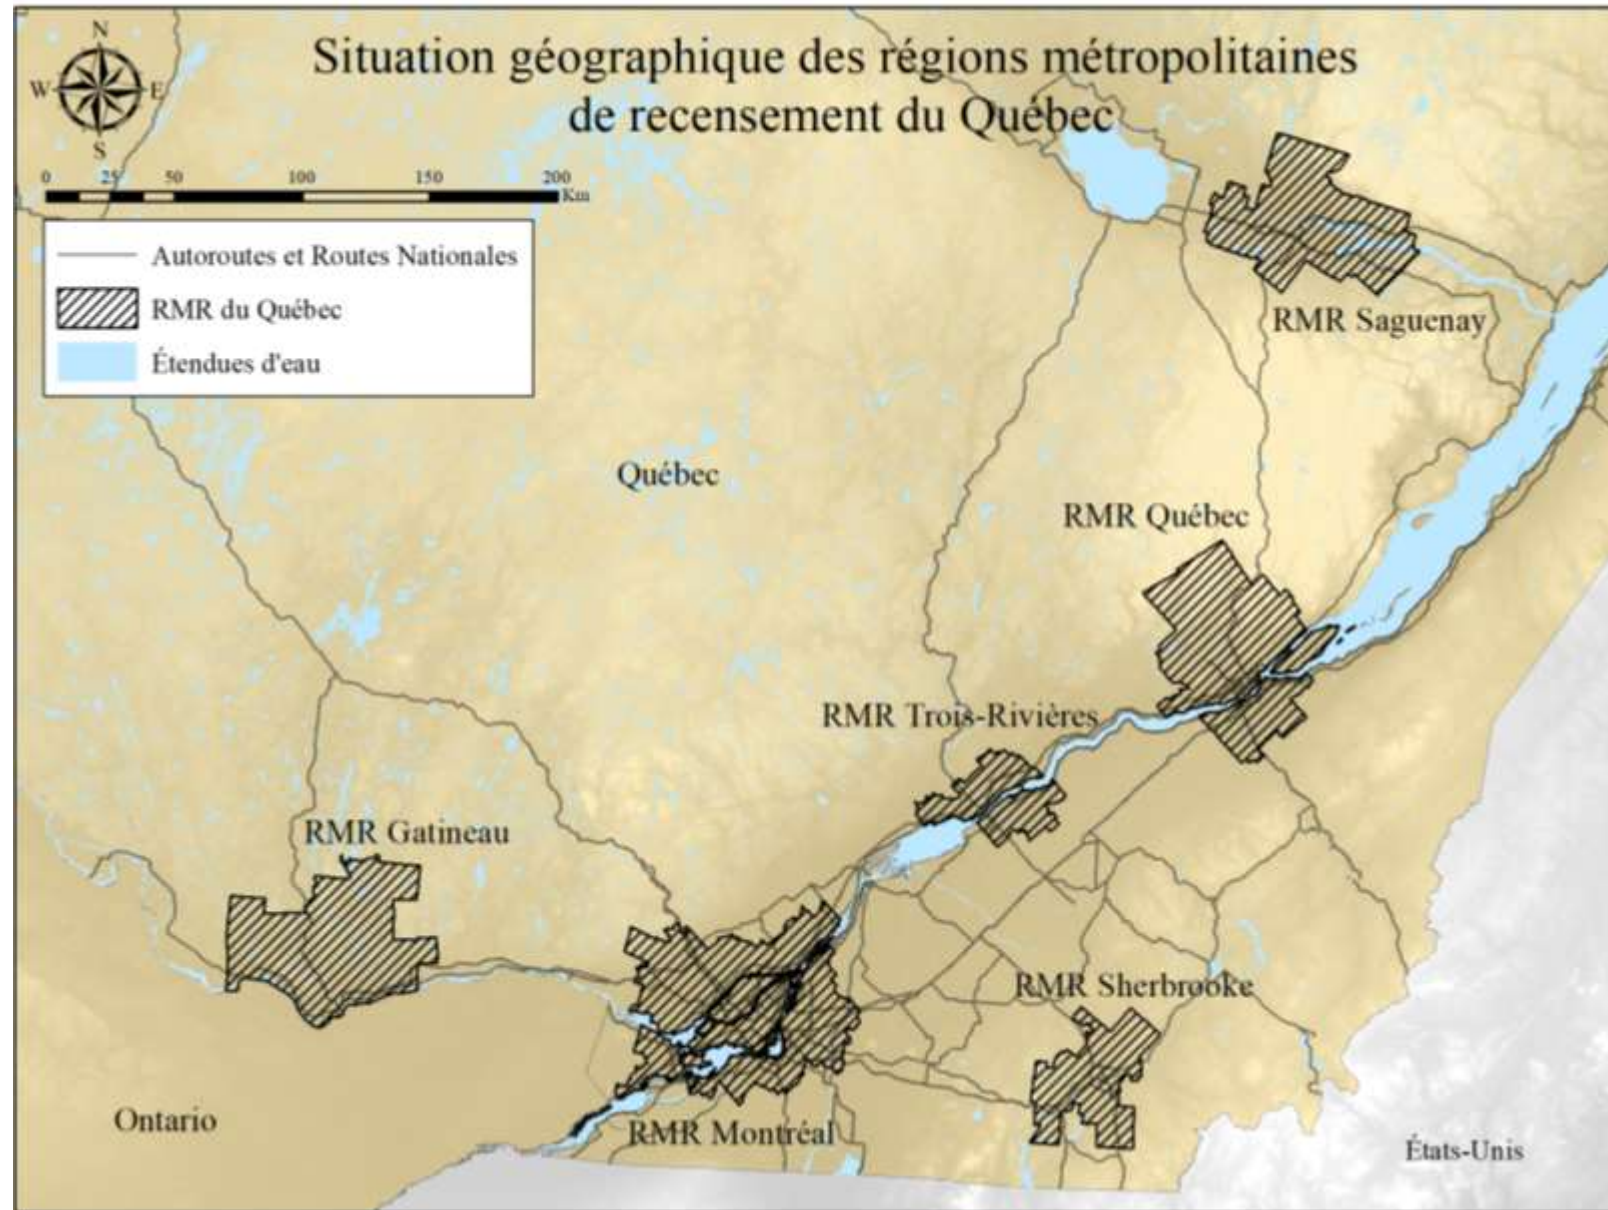 Situation géographique des régions métropolitaines
de recensement du Québec
N
W E
S
0 25 50 100 150 200
Km
Autoroutes et Routes Nationales
RMR du Québec
Étendues d'eau
RMR Saguenay
Québec
RMR Québec
RMR Trois-Rivières
RMR Gatineau
RMR Sherbrooke
Ontario
RMR Montréal
États-Unis